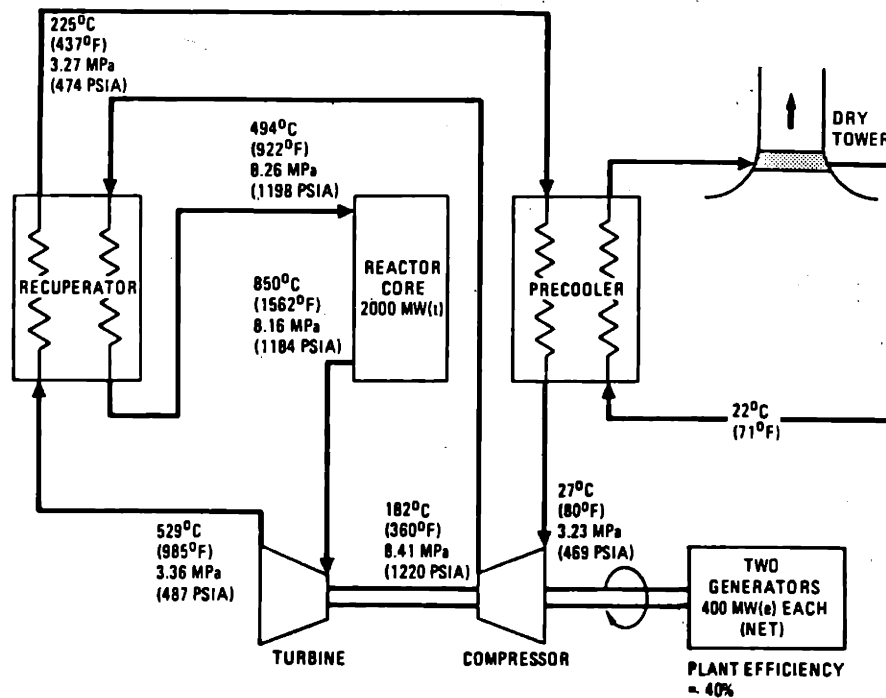 225°C
(437°F)
3.27 MPa
(474 PSIA)
494°C
(922°F)
8.26 MPa
(1198 PSIA)
DRY
TOWER
RECUPERATOR
REACTOR
CORE
2000 MW(t)
PRECOOLER
850°C
(1562°F)
8.16 MPa
(1184 PSIA)
22°C
(71°F)
529°C
(985°F)
3.36 MPa
(487 PSIA)
182°C
(360°F)
8.41 MPa
(1220 PSIA)
27°C
(80°F)
3.23 MPa
(469 PSIA)
TWO
GENERATORS
400 MW(e) EACH
(NET)
TURBINE
COMPRESSOR
PLANT EFFICIENCY
≈ 40%